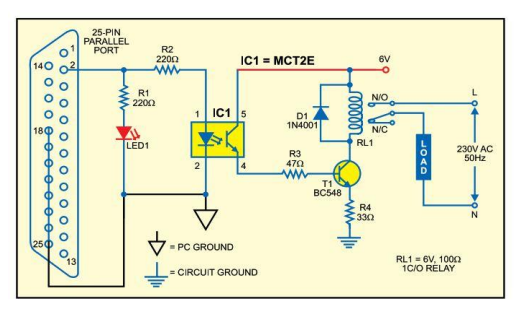 25-PIN
PARALLEL
PORT
1
14
2
R2
220Ω
R1
220Ω
LED1
18
25
13
IC1 = MCT2E
IC1
1
5
2
4
6V
D1
1N4001
N/O
N/C
RL1
L
LOAD
230V AC
50Hz
N
R3
47Ω
T1
BC548
R4
33Ω
= PC GROUND
= CIRCUIT GROUND
RL1 = 6V, 100Ω
1C/O RELAY